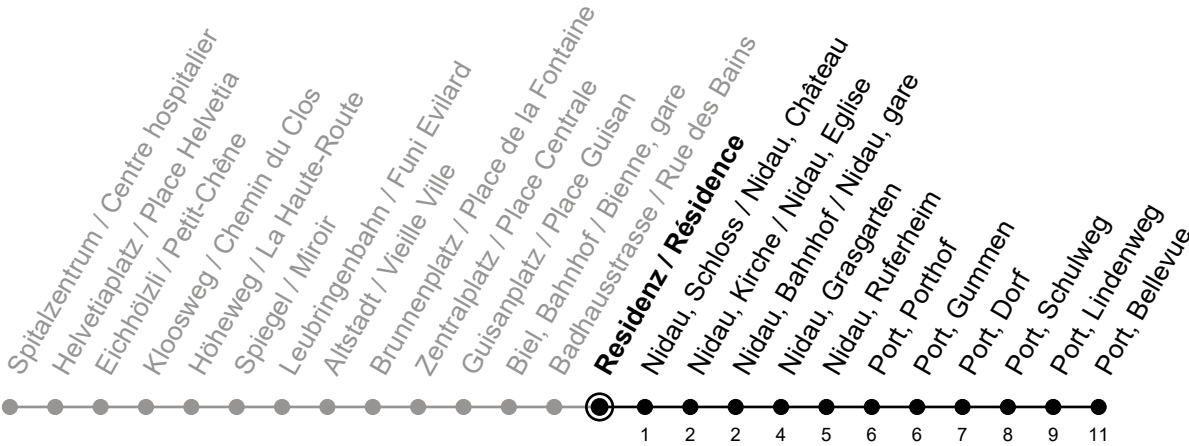 Spitalzentrum / Centre hospitalier
Helvetiaplatz / Place Helvetia
Eichhölzli / Petit-Chêne
Kloosweg / Chemin du Clos
Höheweg / La Haute-Route
Spiegel / Miroir
Leubringenbahn / Funi Evilard
Altstadt / Vieille Ville
Brunnenplatz / Place de la Fontaine
Zentralplatz / Place Centrale
Guisanplatz / Place Guisan
Biel, Bahnhof / Bienne, gare
Badhausstrasse / Rue des Bains
Residenz / Résidence
Nidau, Schloss / Nidau, Château
Nidau, Kirche / Nidau, Eglise
Nidau, Bahnhof / Nidau, gare
Nidau, Grasgarten
Nidau, Ruferheim
Port, Porthof
Port, Gummen
Port, Dorf
Port, Schulweg
Port, Lindenweg
Port, Bellevue
1 2 2 4 5 6 6 7 8 9 11